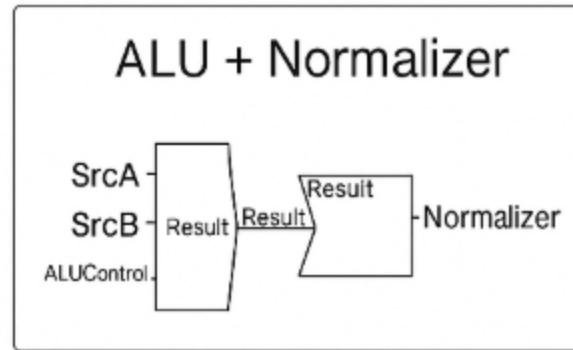 ALU + Normalizer
SrcA
SrcB
ALUControl
Result
Result
Result
Normalizer